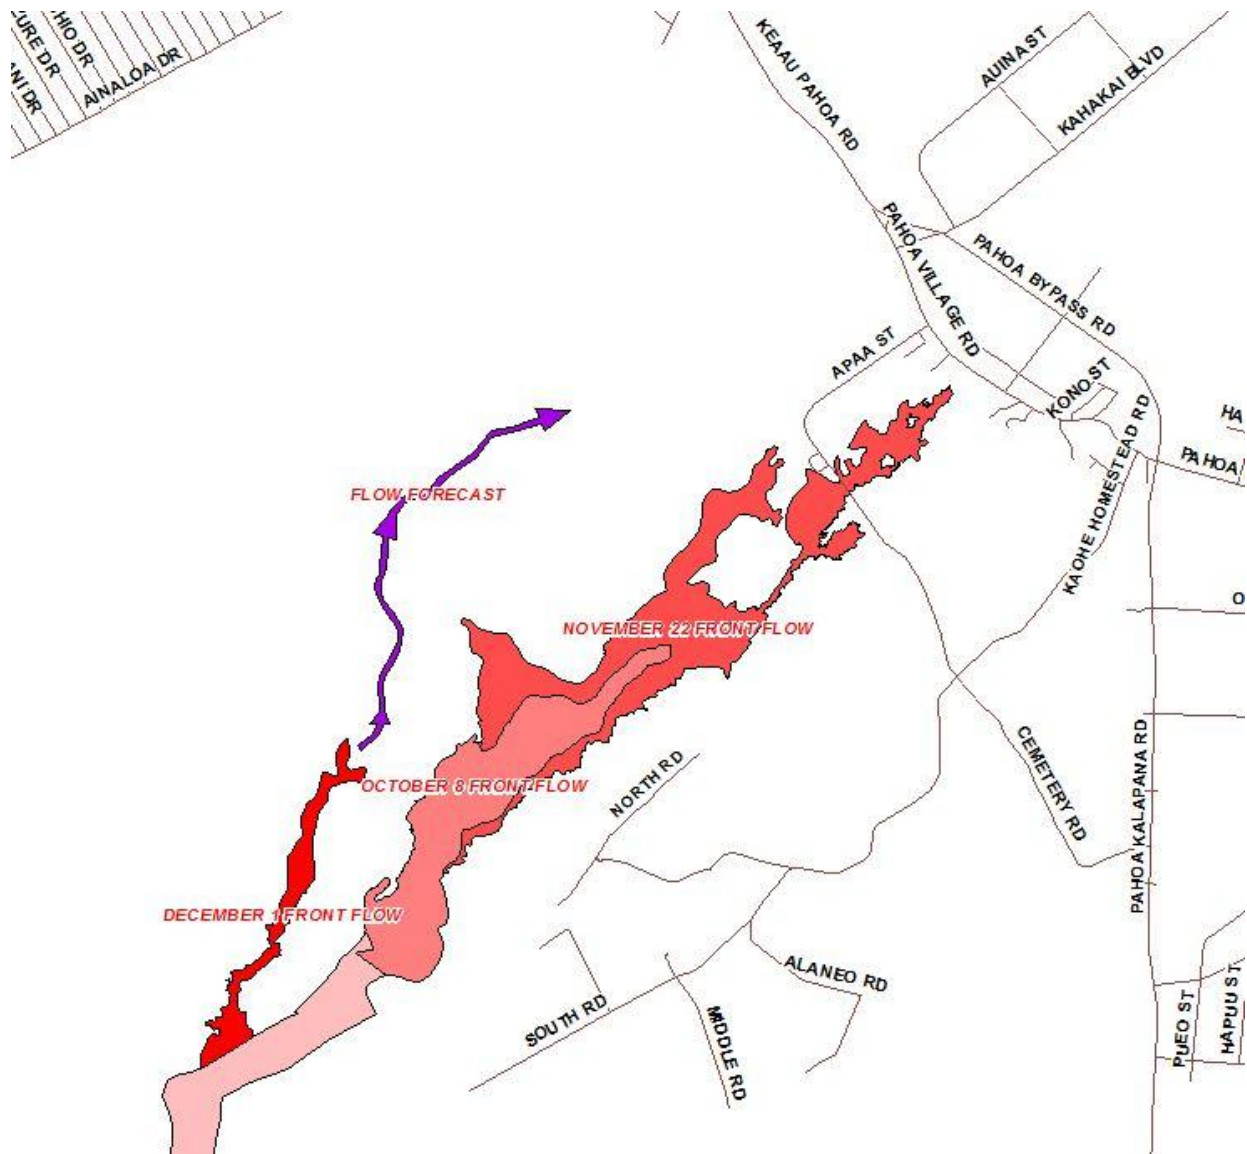 OHIO DR
CURE DR
ANI DR
AINALOA DR
KEAAU PAHOA RD
AUINA ST
KAHAKAI BLVD
PAHOA VILLAGE RD
PAHOA BYPASS RD
APAA ST
KONO ST
HA
PAHOA
KAOHE HOMESTEAD RD
FLOW FORECAST
O
NOVEMBER 22 FRONT FLOW
OCTOBER 8 FRONT FLOW
NORTH RD
CEMETERY RD
PAHOA KALAPANA RD
DECEMBER 1 FRONT FLOW
ALANEO RD
SOUTH RD
MIDDLE RD
PUEO ST
HAPUU ST